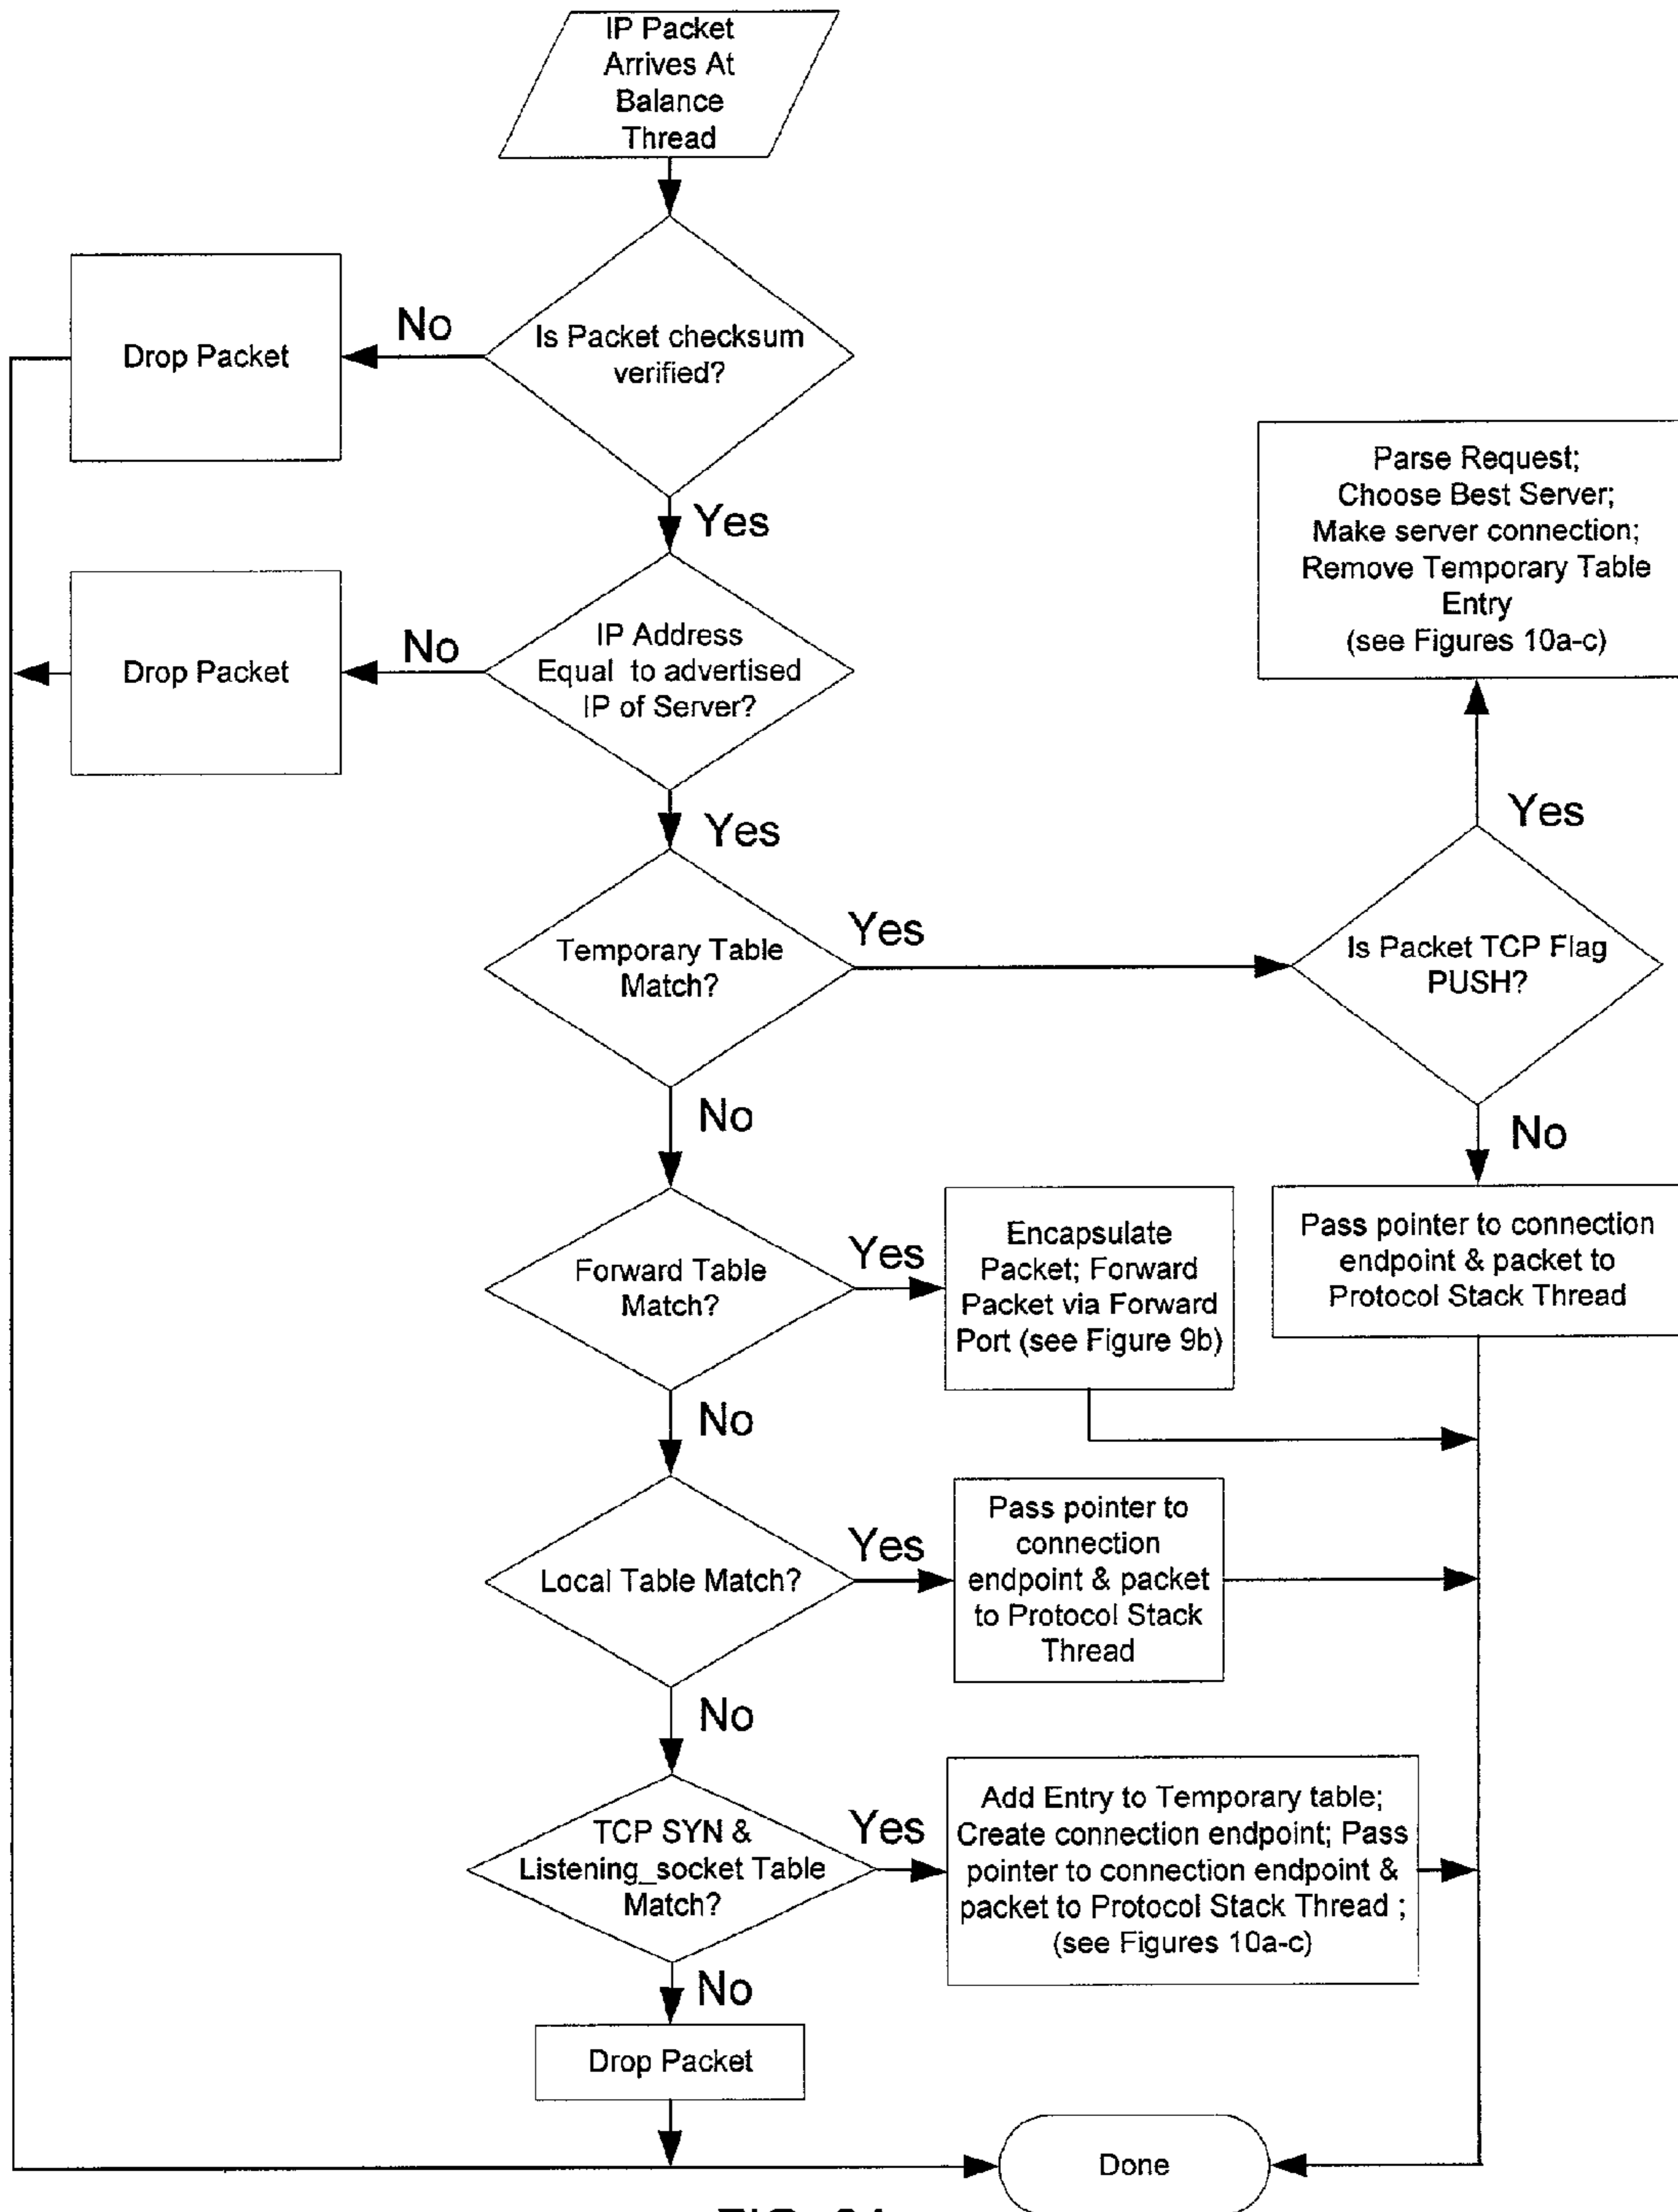 IP Packet
Arrives At
Balance
Thread
Is Packet checksum
verified?
No
Drop Packet
Yes
IP Address
Equal to advertised
IP of Server?
No
Drop Packet
Yes
Temporary Table
Match?
Yes
Is Packet TCP Flag
PUSH?
Yes
Parse Request;
Choose Best Server;
Make server connection;
Remove Temporary Table
Entry
(see Figures 10a-c)
No
Pass pointer to connection
endpoint & packet to
Protocol Stack Thread
No
Forward Table
Match?
Yes
Encapsulate
Packet; Forward
Packet via Forward
Port (see Figure 9b)
No
Local Table Match?
Yes
Pass pointer to
connection
endpoint & packet
to Protocol Stack
Thread
No
TCP SYN &
Listening_socket Table
Match?
Yes
Add Entry to Temporary table;
Create connection endpoint; Pass
pointer to connection endpoint &
packet to Protocol Stack Thread ;
(see Figures 10a-c)
No
Drop Packet
Done